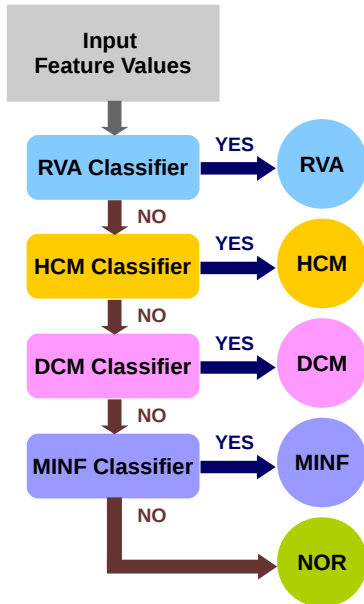 Input
Feature Values
YES
RVA Classifier
RVA
NO
YES
HCM Classifier
HCM
NO
YES
DCM Classifier
DCM
NO
YES
MINF Classifier
MINF
NO
NOR